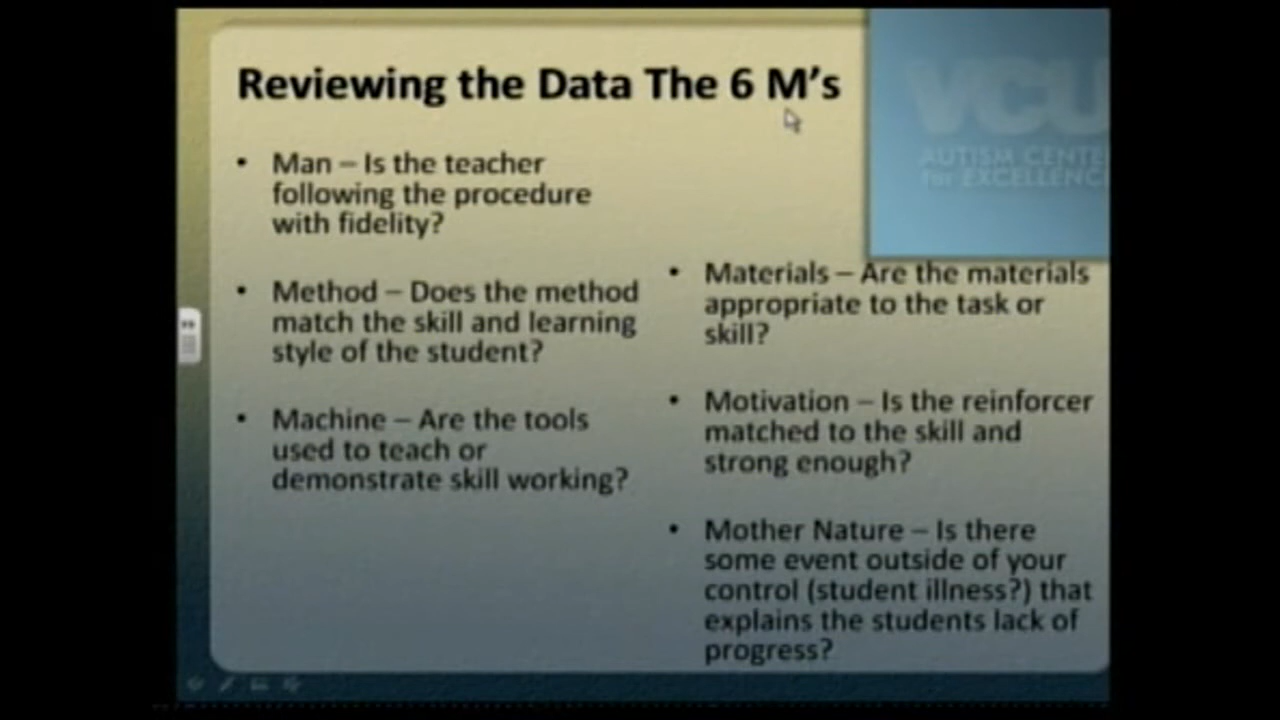 Reviewing the Data The 6 M's
• Man – Is the teacher
following the procedure
with fidelity?
• Method – Does the method
match the skill and learning
style of the student?
• Machine – Are the tools
used to teach or
demonstrate skill working?
• Materials – Are the materials
appropriate to the task or
skill?
• Motivation – Is the reinforcer
matched to the skill and
strong enough?
• Mother Nature – Is there
some event outside of your
control (student illness?) that
explains the students lack of
progress?
VCU
AUTISM CENTE
for EXCELLENC